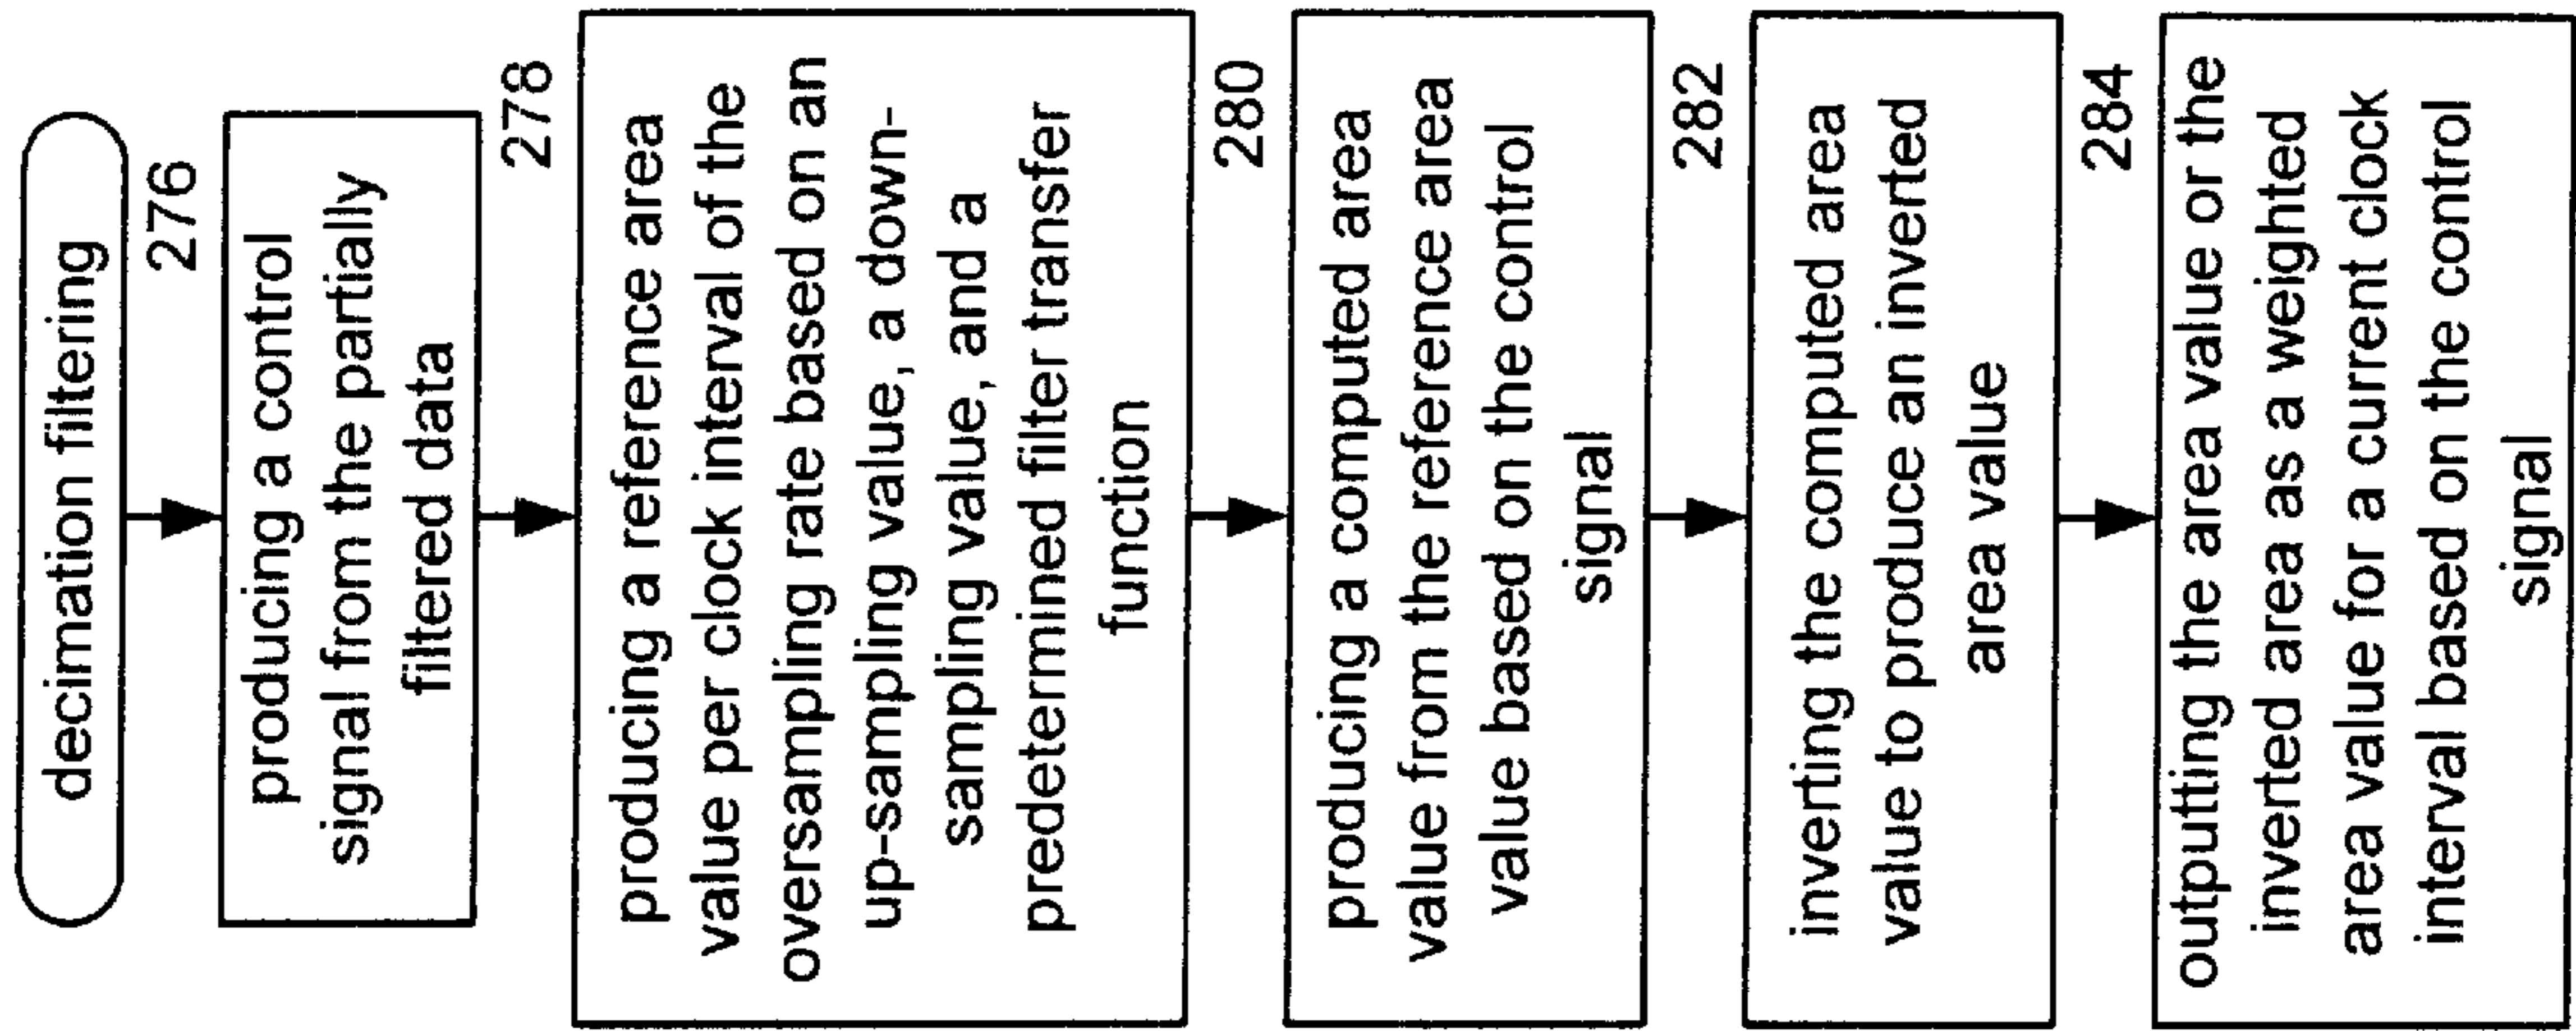 decimation filtering
276
producing a control
signal from the partially
filtered data
278
producing a reference area
value per clock interval of the
oversampling rate based on an
up-sampling value, a down-
sampling value, and a
predetermined filter transfer
function
280
producing a computed area
value from the reference area
value based on the control
signal
282
inverting the computed area
value to produce an inverted
area value
284
outputting the area value or the
inverted area as a weighted
area value for a current clock
interval based on the control
signal